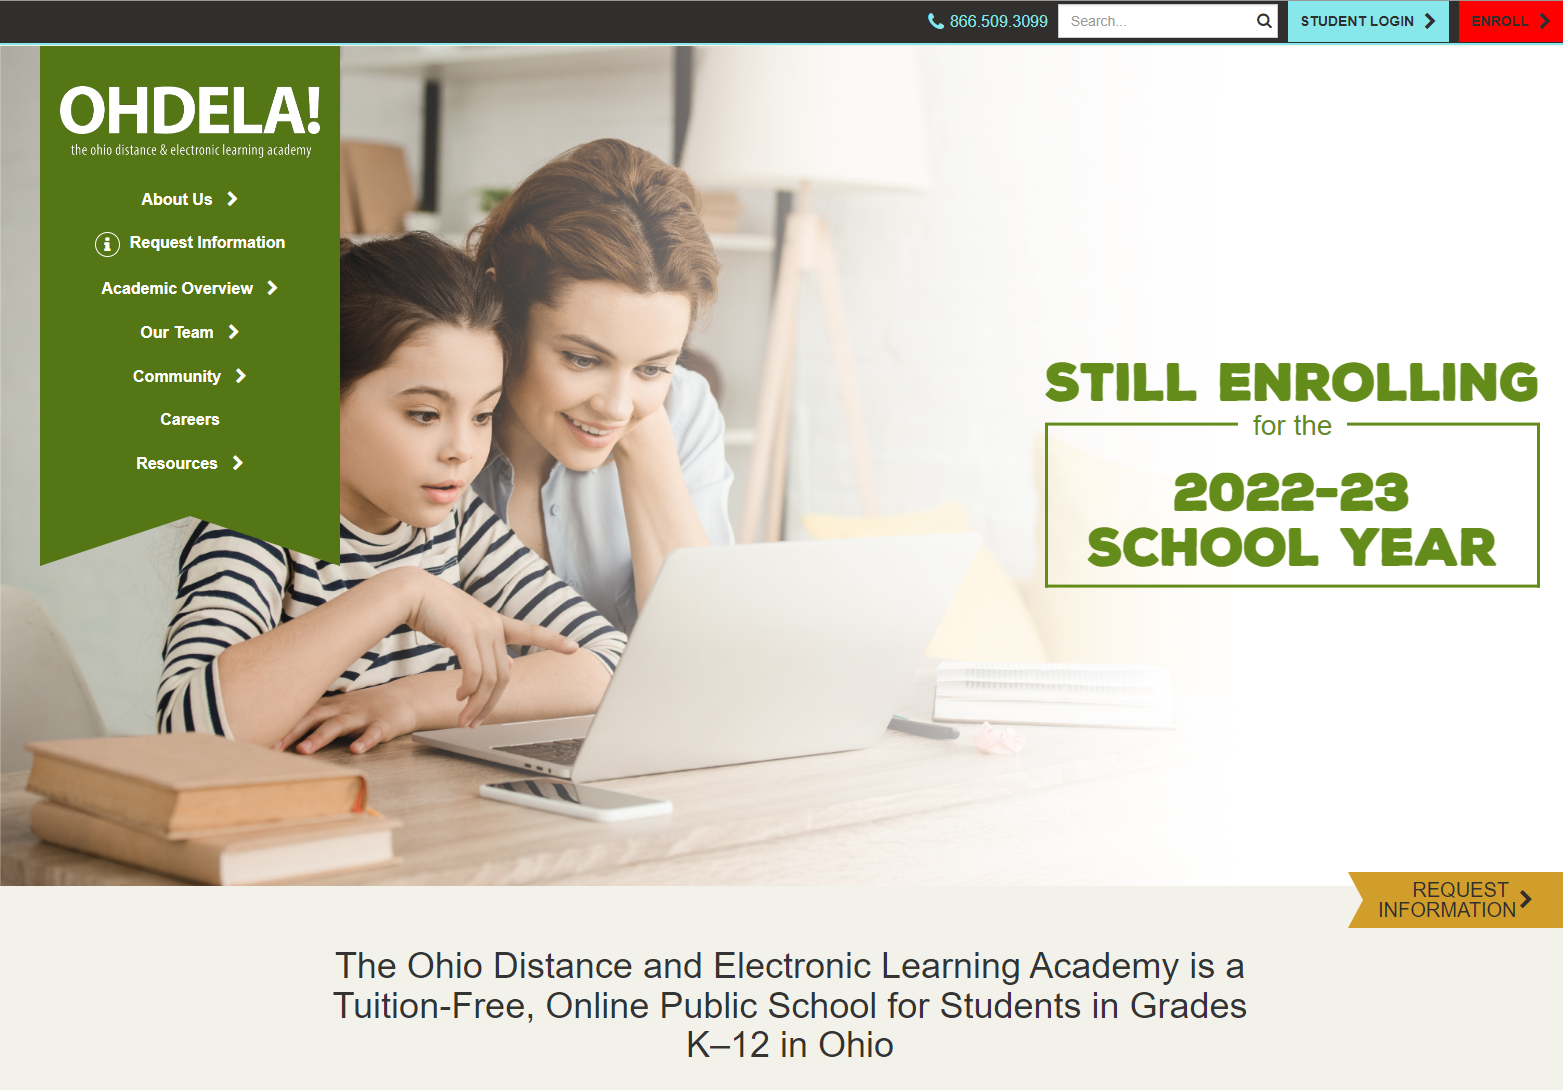 866.509.3099
Search...
STUDENT LOGIN
ENROLL
OHDELA!
the ohio distance & electronic learning academy
About Us
Request Information
Academic Overview
Our Team
Community
Careers
Resources
STILL ENROLLING
for the
2022-23
SCHOOL YEAR
REQUEST
INFORMATION
The Ohio Distance and Electronic Learning Academy is a
Tuition-Free, Online Public School for Students in Grades
K–12 in Ohio